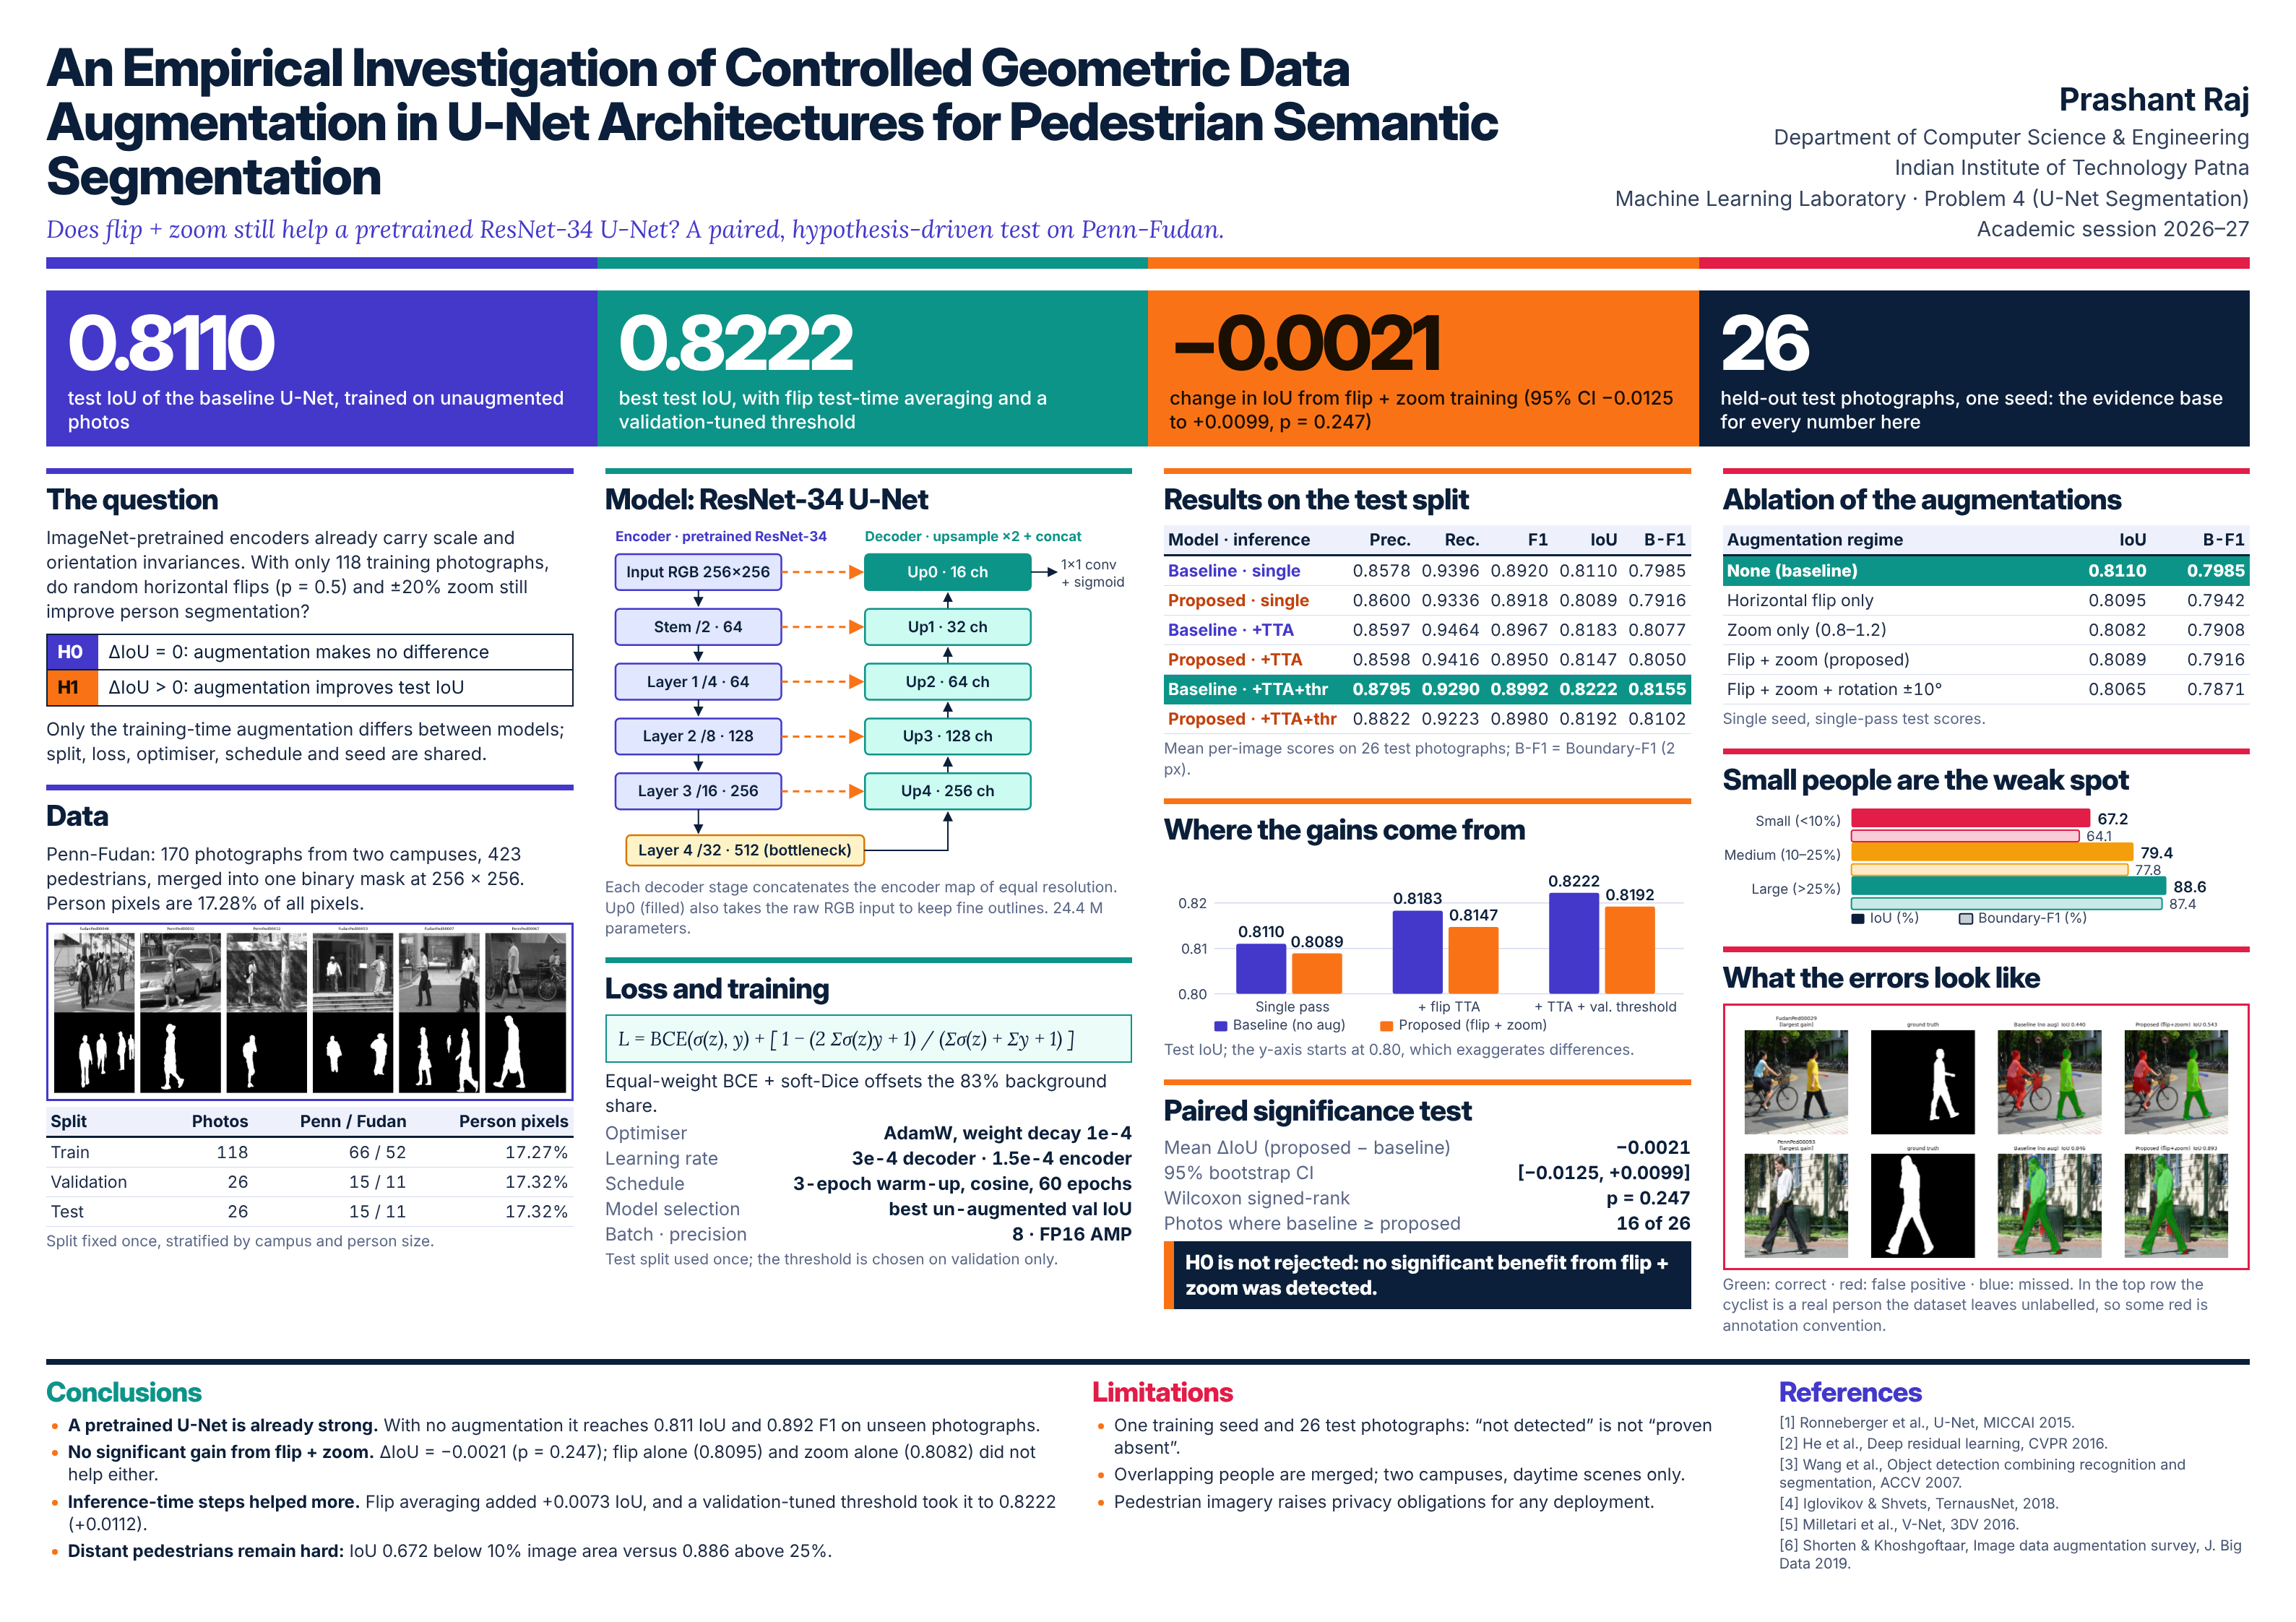 An Empirical Investigation of Controlled Geometric Data
Augmentation in U-Net Architectures for Pedestrian Semantic
Segmentation
Does flip + zoom still help a pretrained ResNet-34 U-Net? A paired, hypothesis-driven test on Penn-Fudan.
Prashant Raj
Department of Computer Science & Engineering
Indian Institute of Technology Patna
Machine Learning Laboratory · Problem 4 (U-Net Segmentation)
Academic session 2026–27
0.8110
test IoU of the baseline U-Net, trained on unaugmented
photos
0.8222
best test IoU, with flip test-time averaging and a
validation-tuned threshold
−0.0021
change in IoU from flip + zoom training (95% CI −0.0125
to +0.0099, p = 0.247)
26
held-out test photographs, one seed: the evidence base
for every number here
The question
ImageNet-pretrained encoders already carry scale and
orientation invariances. With only 118 training photographs,
do random horizontal flips (p = 0.5) and ±20% zoom still
improve person segmentation?
H0 ΔIoU = 0: augmentation makes no difference
H1 ΔIoU > 0: augmentation improves test IoU
Only the training-time augmentation differs between models;
split, loss, optimiser, schedule and seed are shared.
Data
Penn-Fudan: 170 photographs from two campuses, 423
pedestrians, merged into one binary mask at 256 × 256.
Person pixels are 17.28% of all pixels.
Split Photos Penn / Fudan Person pixels
Train 118 66 / 52 17.27%
Validation 26 15 / 11 17.32%
Test 26 15 / 11 17.32%
Split fixed once, stratified by campus and person size.
Model: ResNet-34 U-Net
Encoder · pretrained ResNet-34 Decoder · upsample ×2 + concat
Input RGB 256×256 Up0 · 16 ch 1×1 conv
+ sigmoid
Stem /2 · 64 Up1 · 32 ch
Layer 1 /4 · 64 Up2 · 64 ch
Layer 2 /8 · 128 Up3 · 128 ch
Layer 3 /16 · 256 Up4 · 256 ch
Layer 4 /32 · 512 (bottleneck)
Each decoder stage concatenates the encoder map of equal resolution.
Up0 (filled) also takes the raw RGB input to keep fine outlines. 24.4 M
parameters.
Loss and training
L = BCE(σ(z), y) + [ 1 − (2 Σσ(z)y + 1) / (Σσ(z) + Σy + 1) ]
Equal-weight BCE + soft-Dice offsets the 83% background
share.
Optimiser AdamW, weight decay 1e-4
Learning rate 3e-4 decoder · 1.5e-4 encoder
Schedule 3-epoch warm-up, cosine, 60 epochs
Model selection best un-augmented val IoU
Batch · precision 8 · FP16 AMP
Test split used once; the threshold is chosen on validation only.
Results on the test split
Model · inference Prec. Rec. F1 IoU B-F1
Baseline · single 0.8578 0.9396 0.8920 0.8110 0.7985
Proposed · single 0.8600 0.9336 0.8918 0.8089 0.7916
Baseline · +TTA 0.8597 0.9464 0.8967 0.8183 0.8077
Proposed · +TTA 0.8598 0.9416 0.8950 0.8147 0.8050
Baseline · +TTA+thr 0.8795 0.9290 0.8992 0.8222 0.8155
Proposed · +TTA+thr 0.8822 0.9223 0.8980 0.8192 0.8102
Mean per-image scores on 26 test photographs; B-F1 = Boundary-F1 (2
px).
Where the gains come from
0.8222 0.8192
0.8183 0.8147
0.82
0.8110 0.8089
0.81
0.80
Single pass + flip TTA + TTA + val. threshold
Baseline (no aug) Proposed (flip + zoom)
Test IoU; the y-axis starts at 0.80, which exaggerates differences.
Paired significance test
Mean ΔIoU (proposed − baseline) −0.0021
95% bootstrap CI [−0.0125, +0.0099]
Wilcoxon signed-rank p = 0.247
Photos where baseline ≥ proposed 16 of 26
H0 is not rejected: no significant benefit from flip +
zoom was detected.
Ablation of the augmentations
Augmentation regime IoU B-F1
None (baseline) 0.8110 0.7985
Horizontal flip only 0.8095 0.7942
Zoom only (0.8–1.2) 0.8082 0.7908
Flip + zoom (proposed) 0.8089 0.7916
Flip + zoom + rotation ±10° 0.8065 0.7871
Single seed, single-pass test scores.
Small people are the weak spot
Small (<10%) 67.2
64.1
Medium (10–25%) 79.4
77.8
Large (>25%) 88.6
87.4
IoU (%) Boundary-F1 (%)
What the errors look like
FudanPed00029
[largest gain] ground truth Baseline (no aug) IoU 0.440 Proposed (flip+zoom) IoU 0.543
PennPed00093
[largest gain] ground truth Baseline (no aug) IoU 0.846 Proposed (flip+zoom) IoU 0.893
Green: correct · red: false positive · blue: missed. In the top row the
cyclist is a real person the dataset leaves unlabelled, so some red is
annotation convention.
Conclusions
• A pretrained U-Net is already strong. With no augmentation it reaches 0.811 IoU and 0.892 F1 on unseen photographs.
• No significant gain from flip + zoom. ΔIoU = −0.0021 (p = 0.247); flip alone (0.8095) and zoom alone (0.8082) did not
help either.
• Inference-time steps helped more. Flip averaging added +0.0073 IoU, and a validation-tuned threshold took it to 0.8222
(+0.0112).
• Distant pedestrians remain hard: IoU 0.672 below 10% image area versus 0.886 above 25%.
Limitations
• One training seed and 26 test photographs: “not detected” is not “proven
absent”.
• Overlapping people are merged; two campuses, daytime scenes only.
• Pedestrian imagery raises privacy obligations for any deployment.
References
[1] Ronneberger et al., U-Net, MICCAI 2015.
[2] He et al., Deep residual learning, CVPR 2016.
[3] Wang et al., Object detection combining recognition and
segmentation, ACCV 2007.
[4] Iglovikov & Shvets, TernausNet, 2018.
[5] Milletari et al., V-Net, 3DV 2016.
[6] Shorten & Khoshgoftaar, Image data augmentation survey, J. Big
Data 2019.